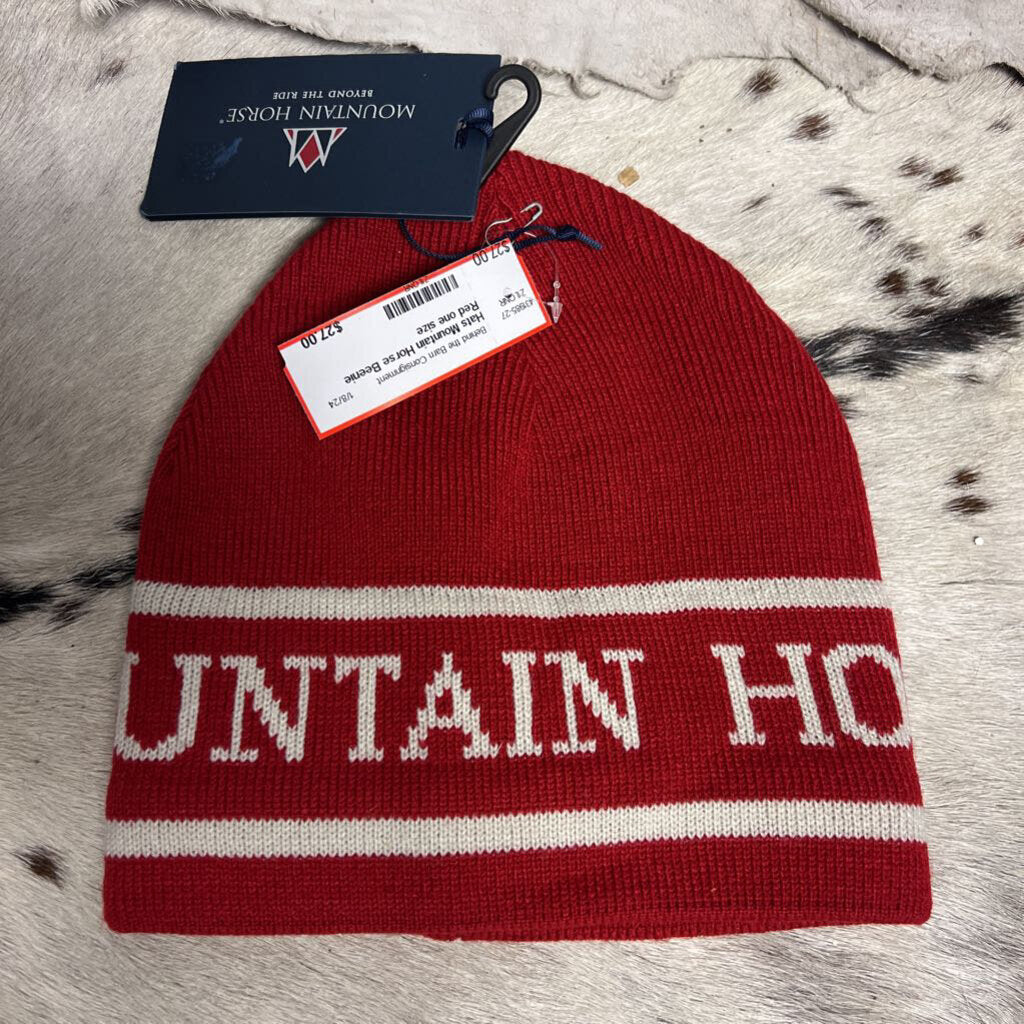 MOUNTAIN HORSE®
BEYOND THE RIDE
$27.00
Behind the Barn Consignment
Hats Mountain Horse Beenie
Red one size
1/8/24
$27.00
UNTAIN HO